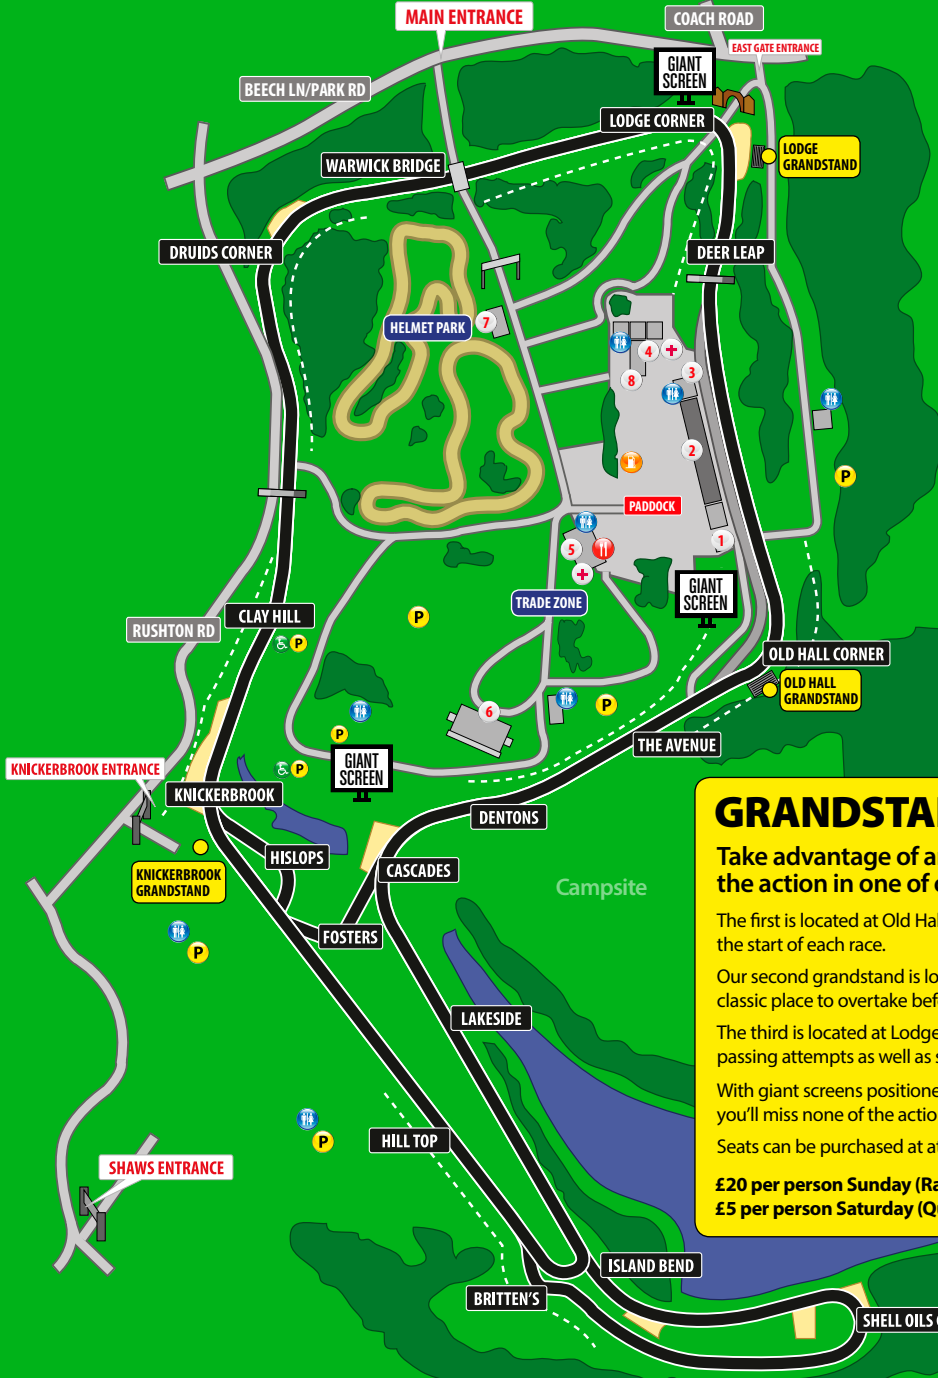 MAIN ENTRANCE
COACH ROAD
EAST GATE ENTRANCE
GIANT
SCREEN
BEECH LN/PARK RD
LODGE CORNER
WARWICK BRIDGE
LODGE
GRANDSTAND
DRUIDS CORNER
DEER LEAP
HELMET PARK
7
4
3
8
2
P
PADDOCK
1
5
GIANT
SCREEN
TRADE ZONE
CLAY HILL
P
RUSHTON RD
P
OLD HALL CORNER
OLD HALL
GRANDSTAND
6
P
P
THE AVENUE
GIANT
SCREEN
KNICKERBROOK ENTRANCE
P
KNICKERBROOK
DENTONS
HISLOPS
CASCADES
KNICKERBROOK
GRANDSTAND
Campsite
FOSTERS
P
LAKESIDE
HILL TOP
P
SHAWS ENTRANCE
ISLAND BEND
BRITTEN'S
SHELL OILS
GRANDSTA
Take advantage of a
the action in one of
The first is located at Old Ha
the start of each race.
Our second grandstand is lo
classic place to overtake bef
The third is located at Lodge
passing attempts as well as
With giant screens positione
you'll miss none of the actio
Seats can be purchased at a
£20 per person Sunday (Ra
£5 per person Saturday (Q